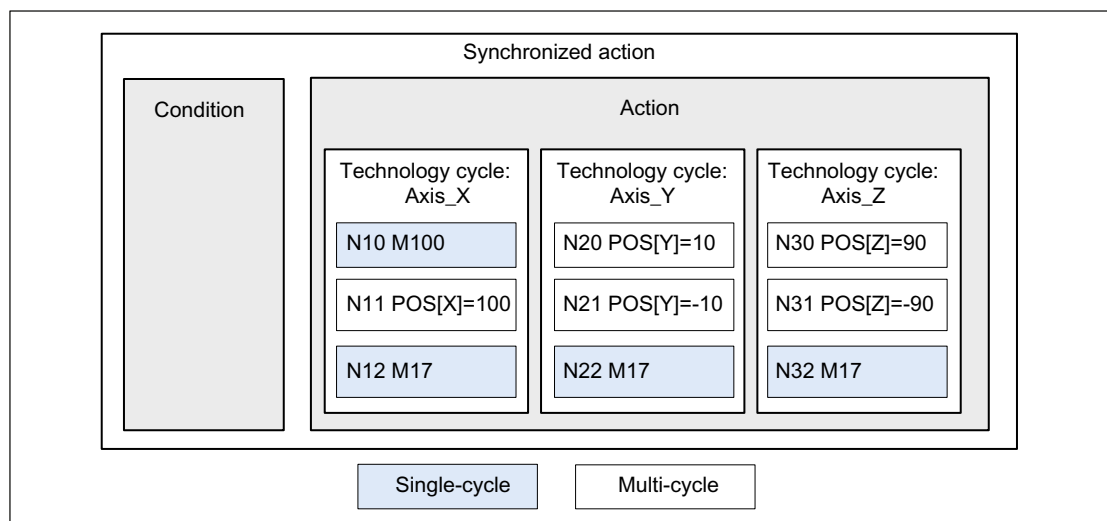 Synchronized action
Condition
Action
Technology cycle:
Axis_X
N10 M100
N11 POS[X]=100
N12 M17
Technology cycle:
Axis_Y
N20 POS[Y]=10
N21 POS[Y]=-10
N22 M17
Technology cycle:
Axis_Z
N30 POS[Z]=90
N31 POS[Z]=-90
N32 M17
Single-cycle
Multi-cycle